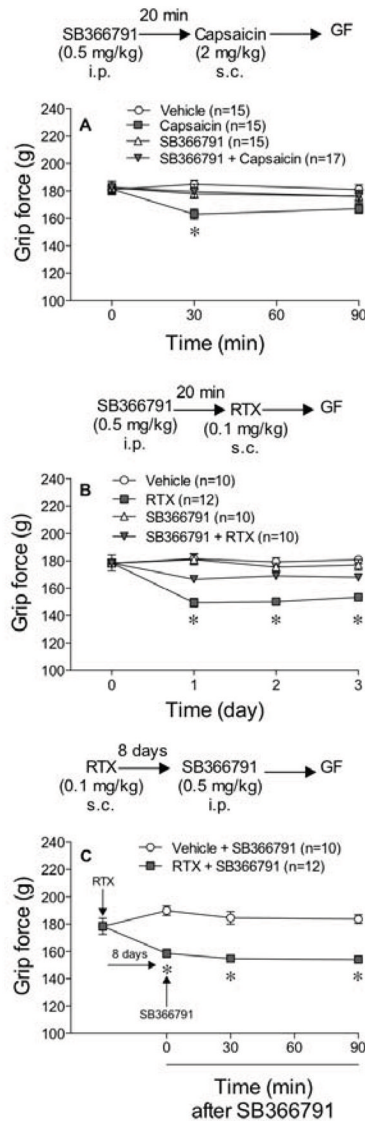 20 min
SB366791 Capsaicin GF
(0.5 mg/kg) (2 mg/kg)
i.p. s.c.
A
Vehicle (n=15)
Capsaicin (n=15)
SB366791 (n=15)
SB366791 + Capsaicin (n=17)
Grip force (g)
240
220
200
180
160
140
120
100
*
0 30 60 90
Time (min)
20 min
SB366791 RTX GF
(0.5 mg/kg) (0.1 mg/kg)
i.p. s.c.
B
Vehicle (n=10)
RTX (n=12)
SB366791 (n=10)
SB366791 + RTX (n=10)
Grip force (g)
240
220
200
180
160
140
120
100
* * *
0 1 2 3
Time (day)
8 days
RTX SB366791 GF
(0.1 mg/kg) (0.5 mg/kg)
s.c. i.p.
C
Vehicle + SB366791 (n=10)
RTX + SB366791 (n=12)
Grip force (g)
240
220
200
180
160
140
120
100
RTX
8 days
* * *
SB366791
0 30 60 90
Time (min)
after SB366791